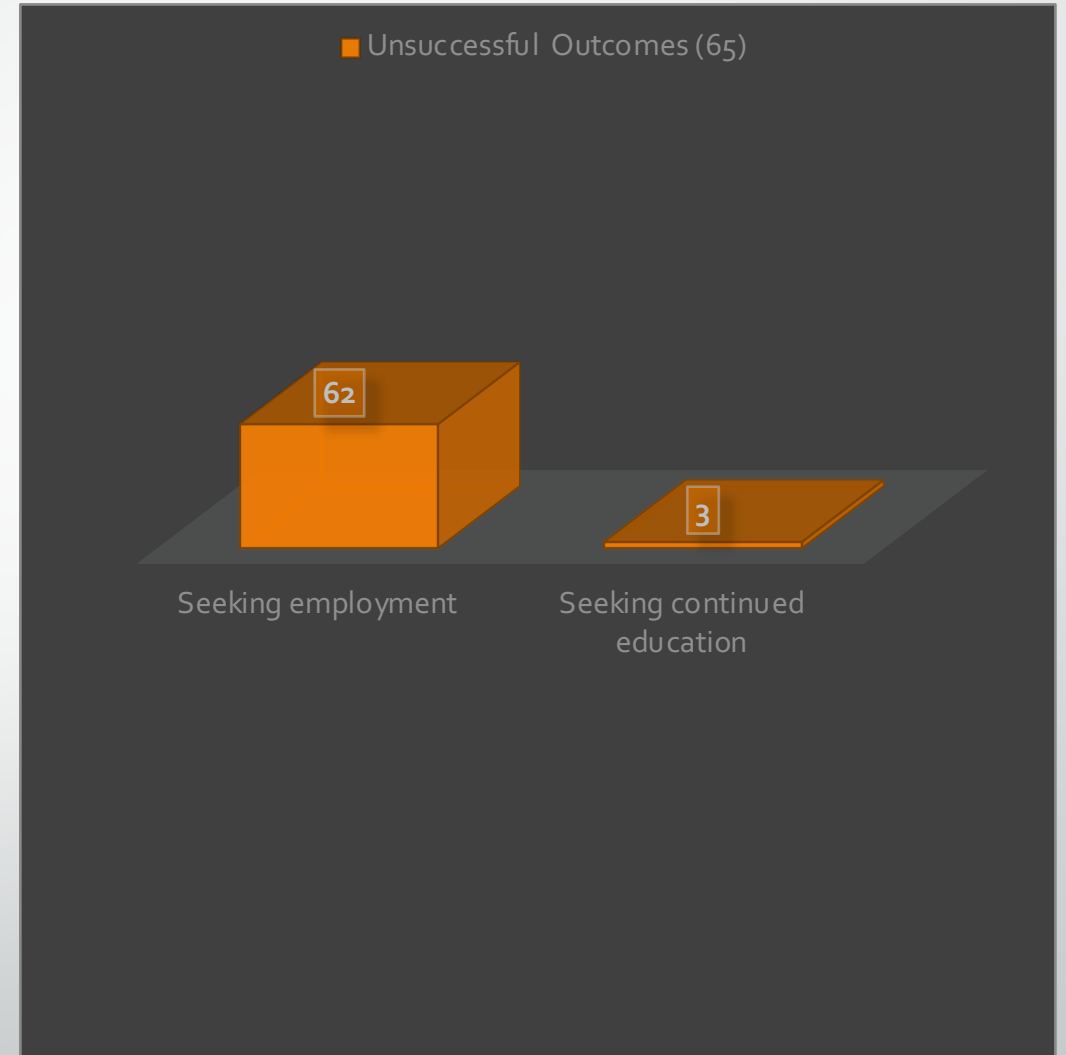 Unsuccessful Outcomes (65)
62
3
Seeking employment
Seeking continued
education